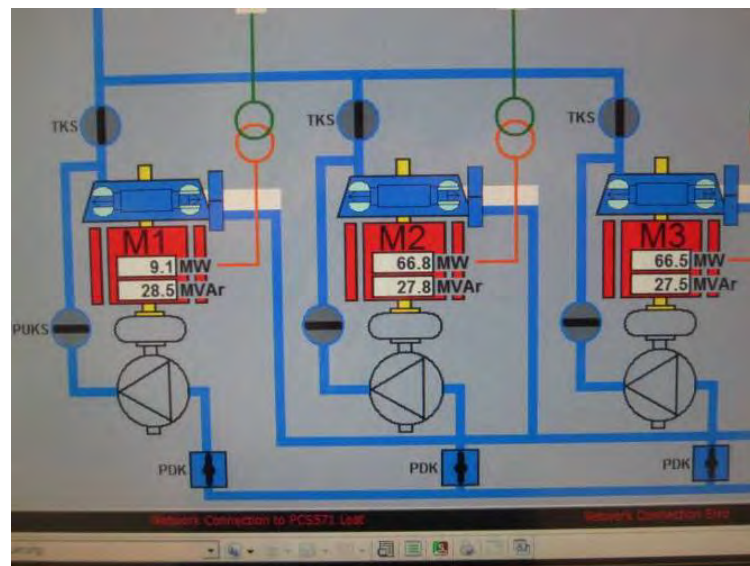 TKS
TKS
TKS
M1
9.1 MW
28.5 MVAr
M2
66.8 MW
27.8 MVAr
M3
66.5 MW
27.5 MVAr
PUKS
PDK
PDK
PDK
Network Connection to PCS571 Lost
Network Connection